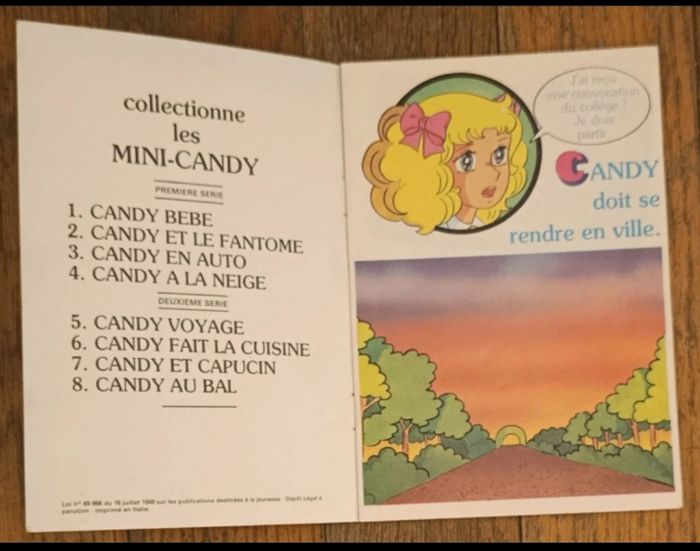 collectionne
les
MINI-CANDY
PREMIERE SERIE
1. CANDY BEBE
2. CANDY ET LE FANTOME
3. CANDY EN AUTO
4. CANDY A LA NEIGE
DEUXIEME SERIE
5. CANDY VOYAGE
6. CANDY FAIT LA CUISINE
7. CANDY ET CAPUCIN
8. CANDY AU BAL
Loi n° 49-956 du 16 juillet 1949 sur les publications destinées à la jeunesse - Dépôt Légal à
parution - imprimé en Italie.
J'ai reçu
une convocation
du collège !
Je dois
partir.
CANDY
doit se
rendre en ville.